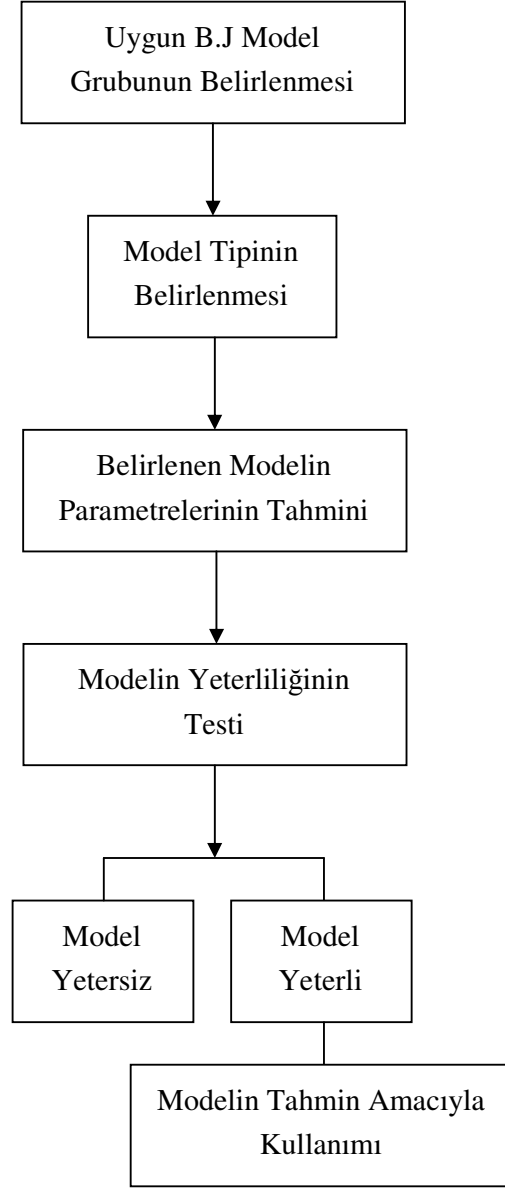 Uygun B.J Model
Grubunun Belirlenmesi
Model Tipinin
Belirlenmesi
Belirlenen Modelin
Parametrelerinin Tahmini
Modelin Yeterliliğinin
Testi
Model
Yetersiz
Model
Yeterli
Modelin Tahmin Amacıyla
Kullanımı